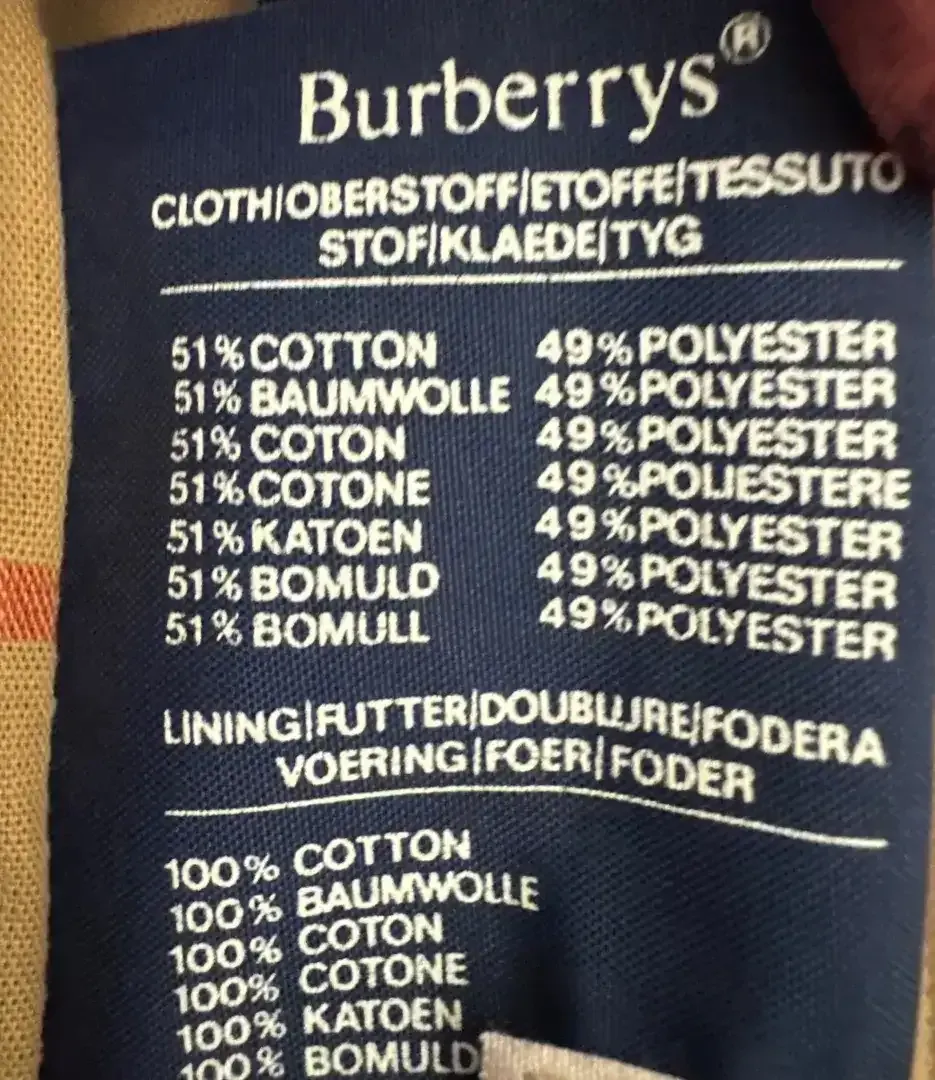 Burberrys®
CLOTH/OBERSTOFF/ETOFFE/TESSUTO
STOF/KLAEDE/TYG
51% COTTON 49% POLYESTER
51% BAUMWOLLE 49% POLYESTER
51% COTON 49% POLYESTER
51% COTONE 49% POLIESTERE
51% KATOEN 49% POLYESTER
51% BOMULD 49% POLYESTER
51% BOMULL 49% POLYESTER
LINING/FUTTER/DOUBLURE/FODERA
VOERING/FOER/FODER
100% COTTON
100% BAUMWOLLE
100% COTON
100% COTONE
100% KATOEN
100% BOMULD